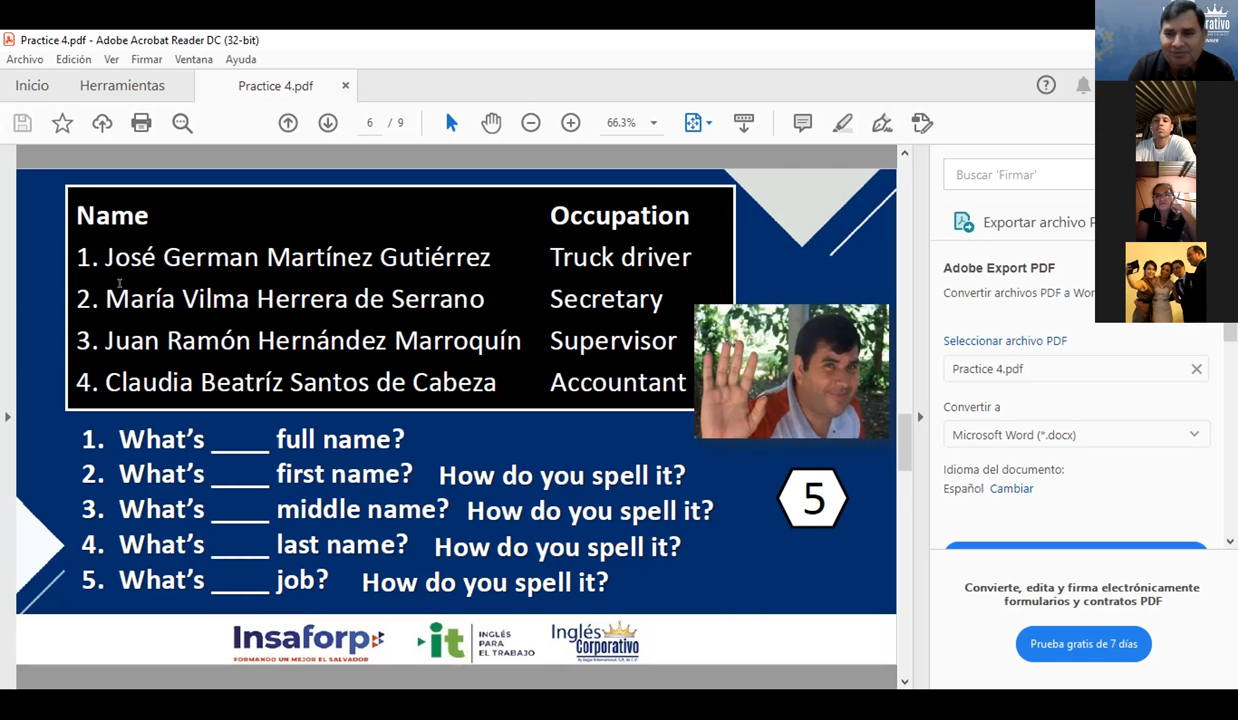 Practice 4.pdf - Adobe Acrobat Reader DC (32-bit)
Archivo Edición Ver Firmar Ventana Ayuda
Inicio Herramientas Practice 4.pdf ×
6 / 9 66.3%
Name Occupation
1. José German Martínez Gutiérrez Truck driver
2. María Vilma Herrera de Serrano Secretary
3. Juan Ramón Hernández Marroquín Supervisor
4. Claudia Beatríz Santos de Cabeza Accountant
1. What's ____ full name?
2. What's ____ first name? How do you spell it?
3. What's ____ middle name? How do you spell it?
4. What's ____ last name? How do you spell it?
5. What's ____ job? How do you spell it?
5
Insaforp
FORMANDO UN MEJOR EL SALVADOR
it
INGLÉS
PARA
EL TRABAJO
Inglés
Corporativo
Buscar 'Firmar'
Exportar archivo P
Adobe Export PDF
Convertir archivos PDF a Wor
Seleccionar archivo PDF
Practice 4.pdf
Convertir a
Microsoft Word (*.docx)
Idioma del documento:
Español Cambiar
Convierte, edita y firma electrónicamente
formularios y contratos PDF
Prueba gratis de 7 días